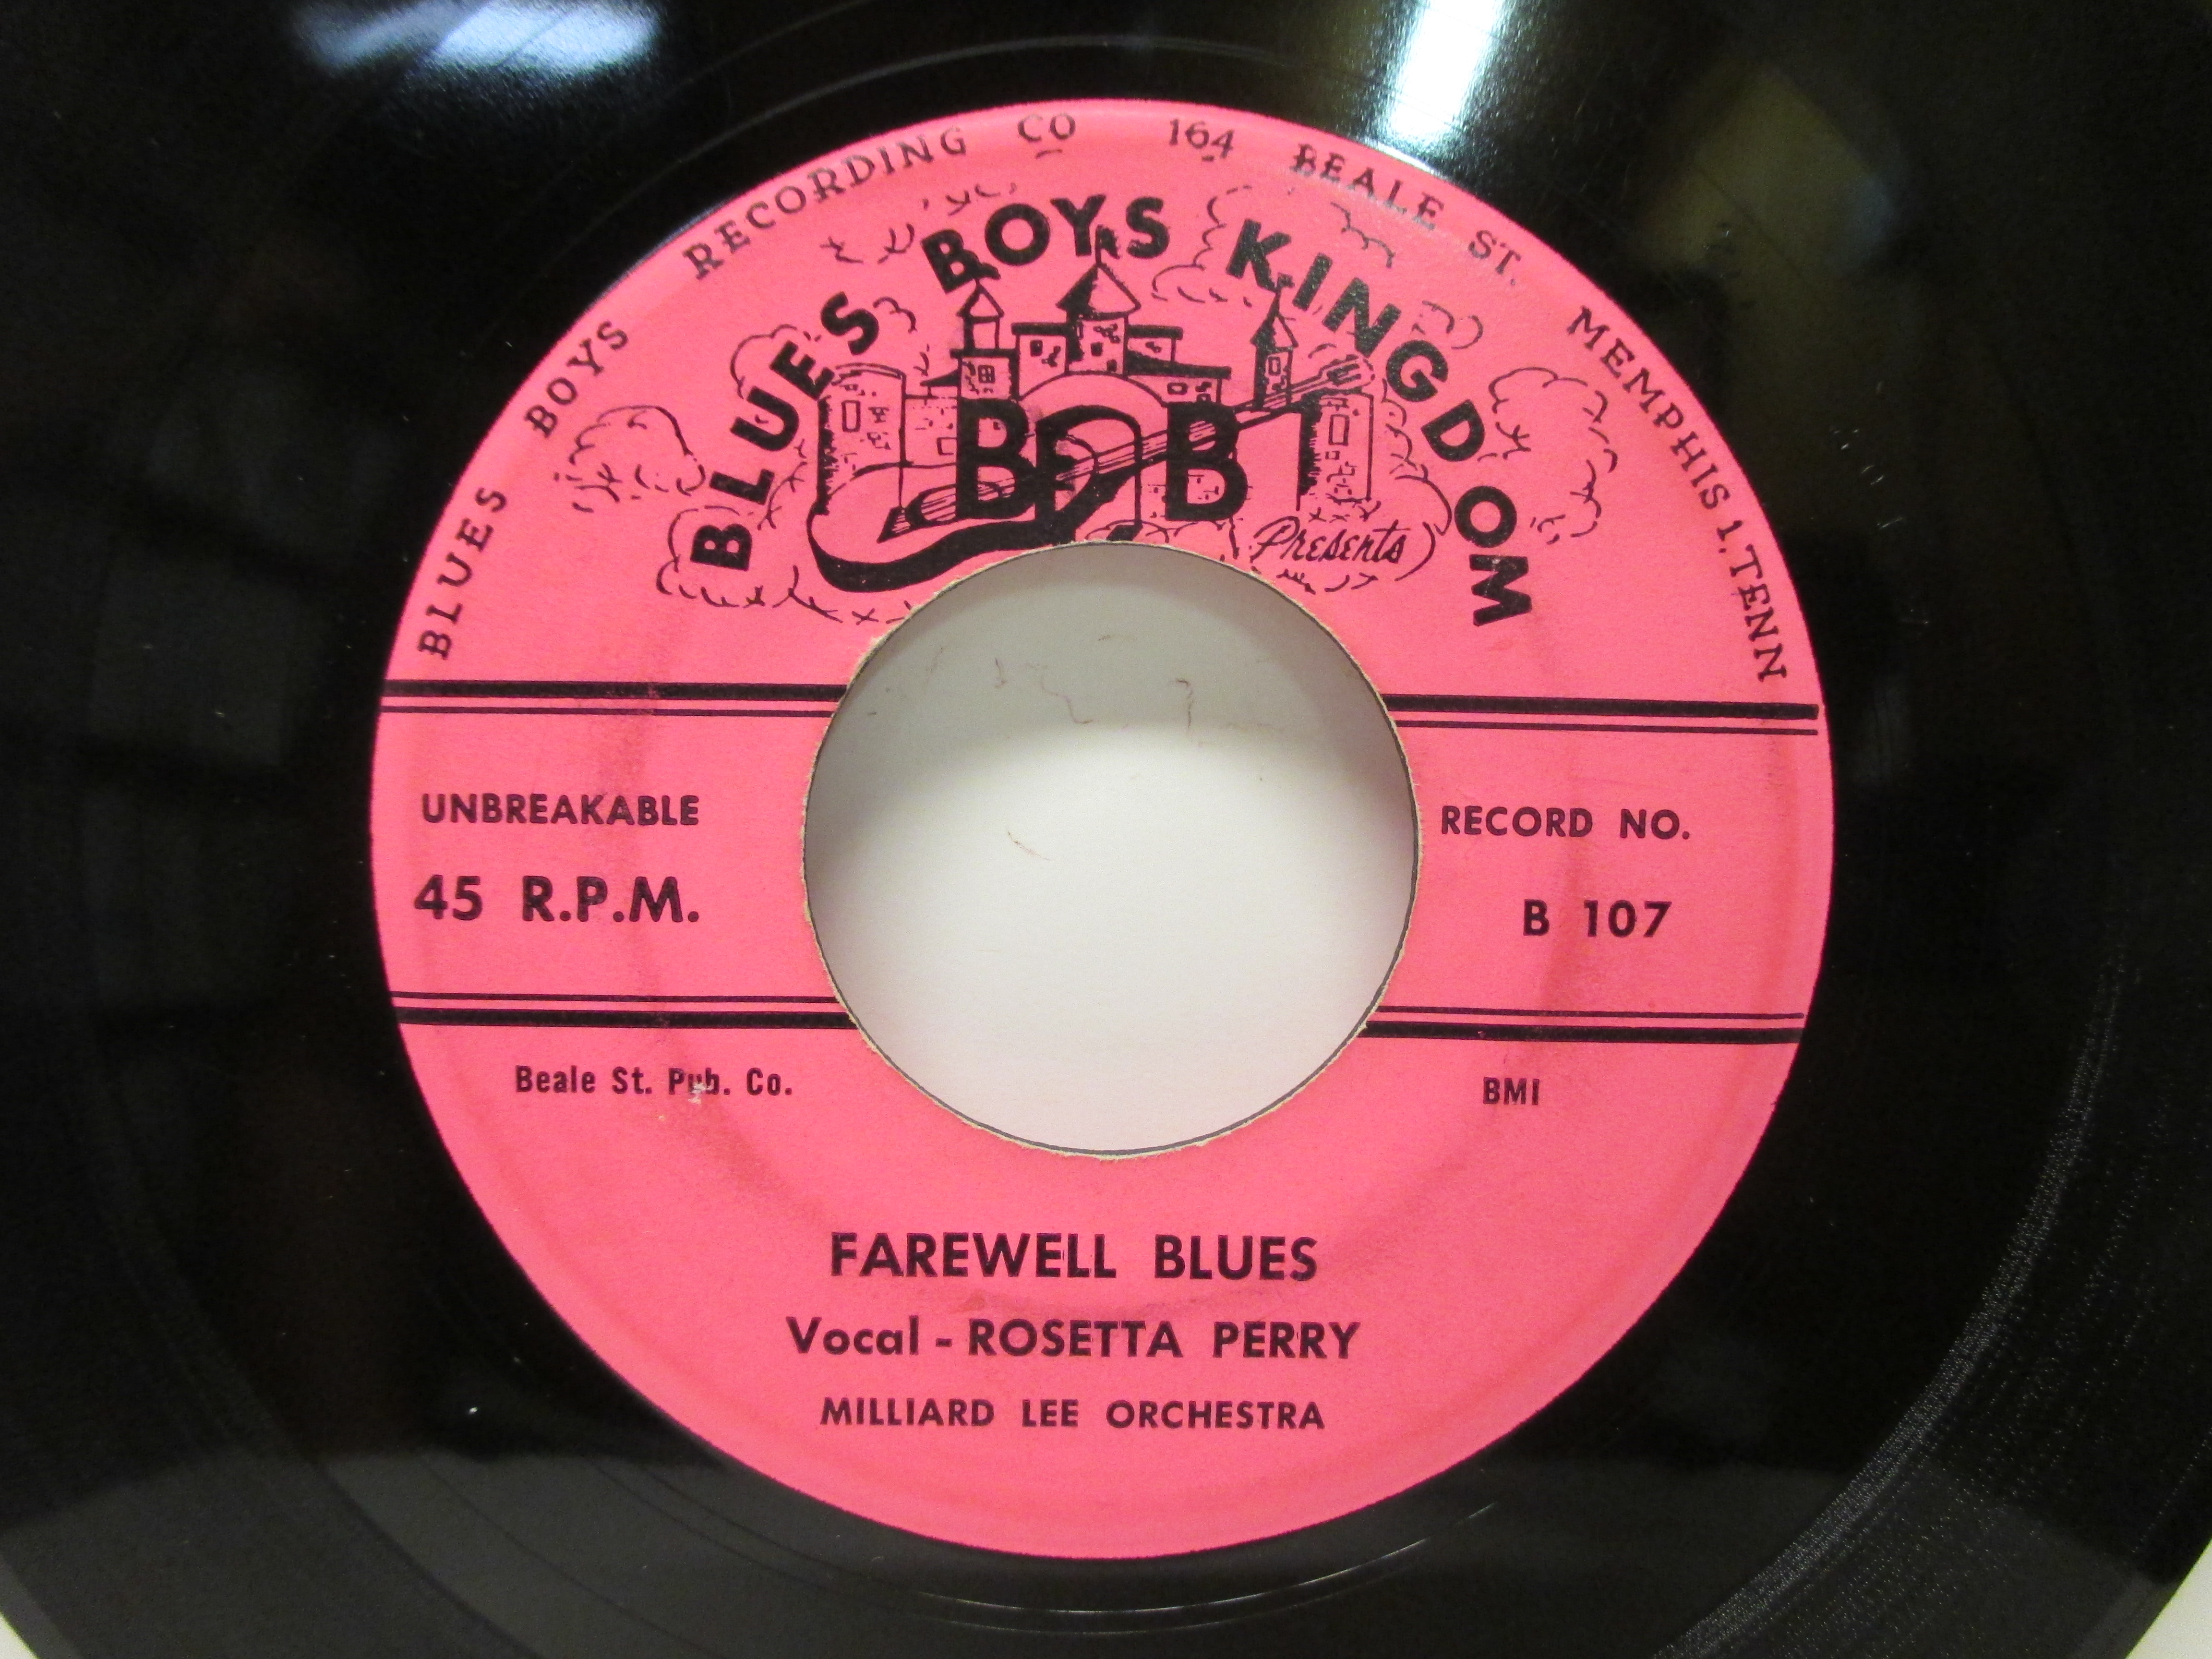 BLUES BOYS RECORDING CO 164 BEALE ST. MEMPHIS 1, TENN
BLUES BOYS KINGDOM
B B
Presents
UNBREAKABLE
45 R.P.M.
RECORD NO.
B 107
Beale St. Pub. Co.
BMI
FAREWELL BLUES
Vocal - ROSETTA PERRY
MILLIARD LEE ORCHESTRA